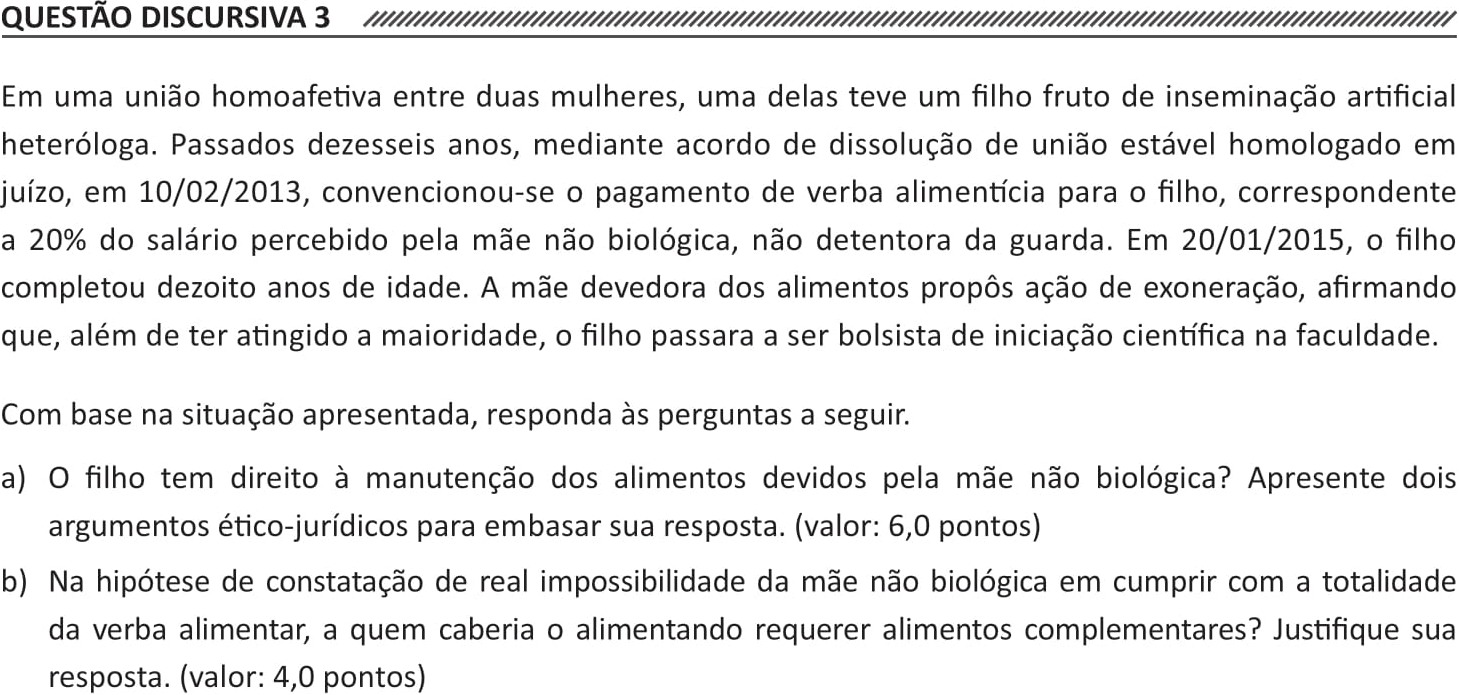 QUESTÃO DISCURSIVA 3
Em uma união homoafetiva entre duas mulheres, uma delas teve um filho fruto de inseminação artificial
heteróloga. Passados dezesseis anos, mediante acordo de dissolução de união estável homologado em
juízo, em 10/02/2013, convencionou-se o pagamento de verba alimentícia para o filho, correspondente
a 20% do salário percebido pela mãe não biológica, não detentora da guarda. Em 20/01/2015, o filho
completou dezoito anos de idade. A mãe devedora dos alimentos propôs ação de exoneração, afirmando
que, além de ter atingido a maioridade, o filho passara a ser bolsista de iniciação científica na faculdade.
Com base na situação apresentada, responda às perguntas a seguir.
a) O filho tem direito à manutenção dos alimentos devidos pela mãe não biológica? Apresente dois
argumentos ético-jurídicos para embasar sua resposta. (valor: 6,0 pontos)
b) Na hipótese de constatação de real impossibilidade da mãe não biológica em cumprir com a totalidade
da verba alimentar, a quem caberia o alimentando requerer alimentos complementares? Justifique sua
resposta. (valor: 4,0 pontos)